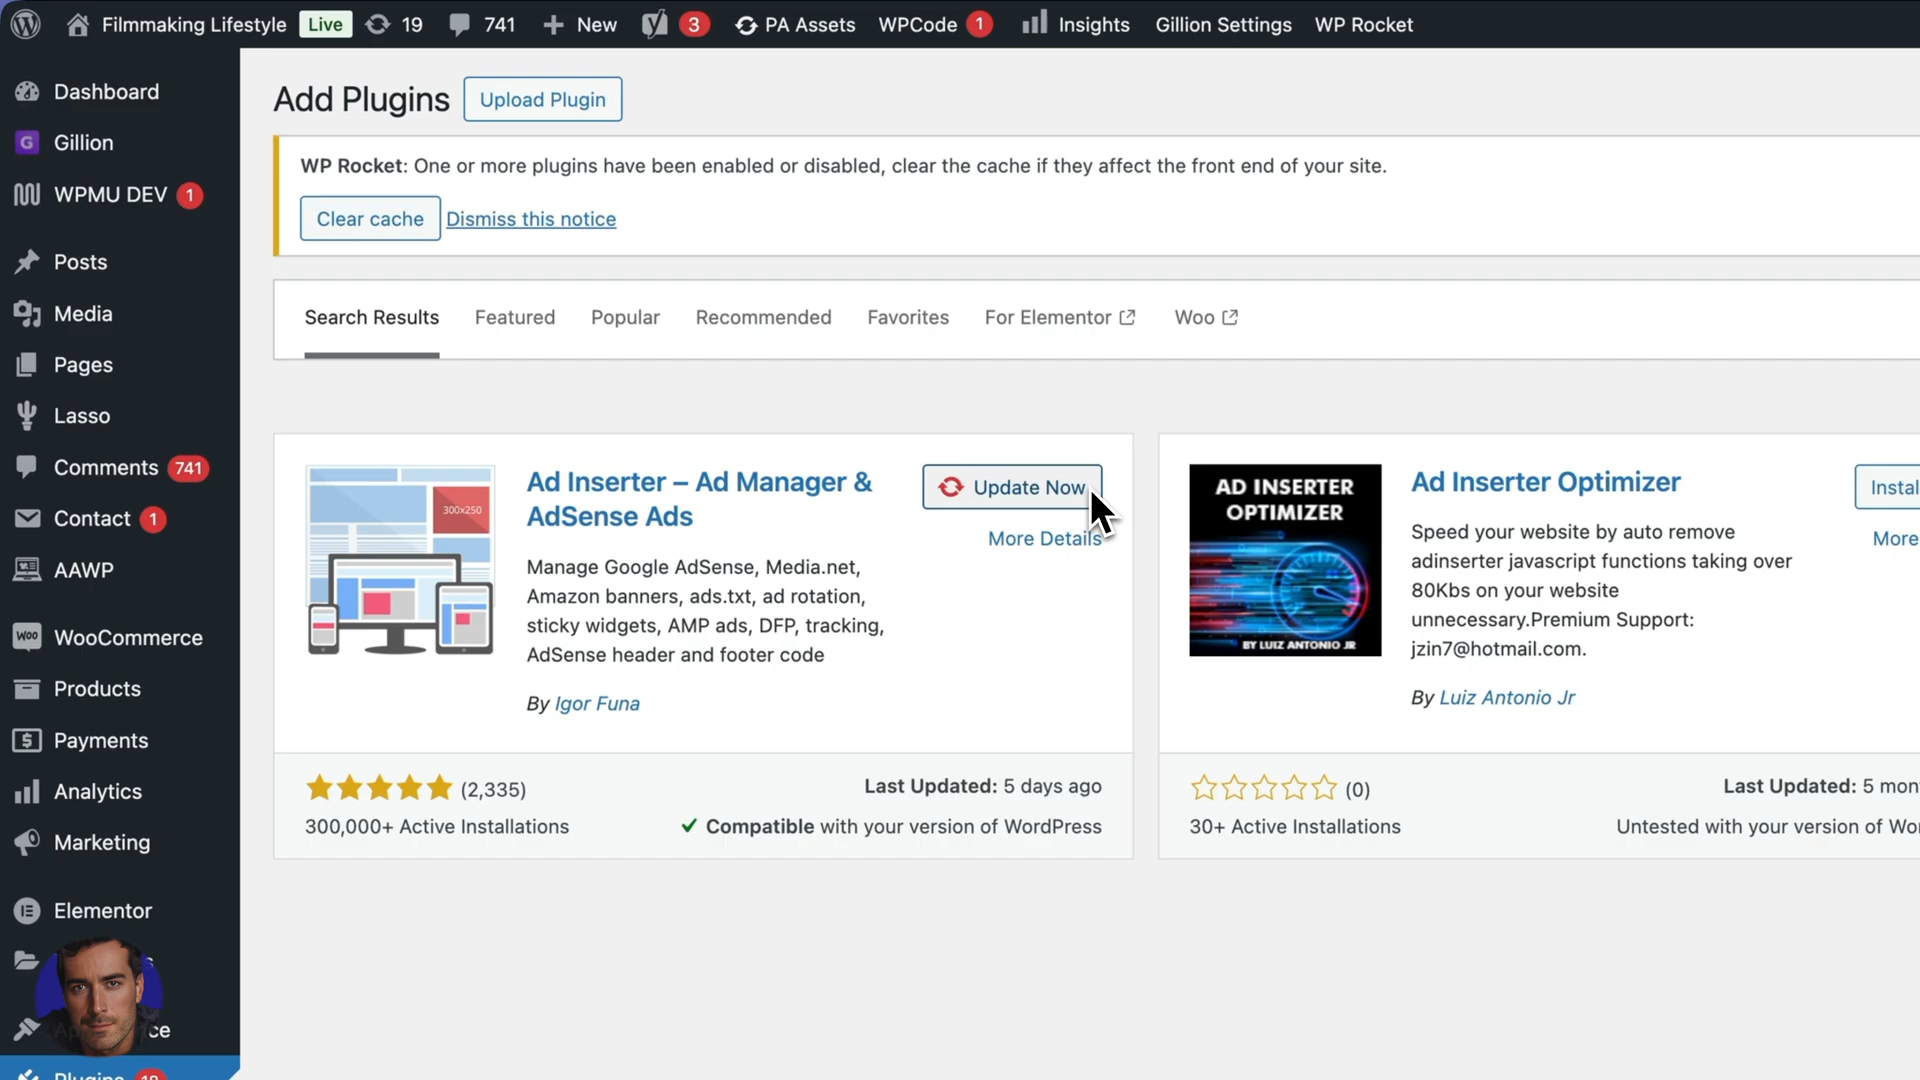 Filmmaking Lifestyle Live 19 741 New 3 PA Assets WPCode 1 Insights Gillion Settings WP Rocket
Dashboard
G Gillion
WPMU DEV 1
Posts
Media
Pages
Lasso
Comments 741
Contact 1
AAWP
Woo WooCommerce
Products
Payments
Analytics
Marketing
Elementor
Plugins
Add Plugins Upload Plugin
WP Rocket: One or more plugins have been enabled or disabled, clear the cache if they affect the front end of your site.
Clear cache Dismiss this notice
Search Results Featured Popular Recommended Favorites For Elementor Woo
300x250
Ad Inserter – Ad Manager &
AdSense Ads
Update Now
More Details
Manage Google AdSense, Media.net,
Amazon banners, ads.txt, ad rotation,
sticky widgets, AMP ads, DFP, tracking,
AdSense header and footer code
By Igor Funa
(2,335)
300,000+ Active Installations
Last Updated: 5 days ago
Compatible with your version of WordPress
AD INSERTER
OPTIMIZER
BY LUIZ ANTONIO JR
Ad Inserter Optimizer
Instal
More
Speed your website by auto remove
adinserter javascript functions taking over
80Kbs on your website
unnecessary.Premium Support:
jzin7@hotmail.com.
By Luiz Antonio Jr
(0)
30+ Active Installations
Last Updated: 5 mon
Untested with your version of Wor